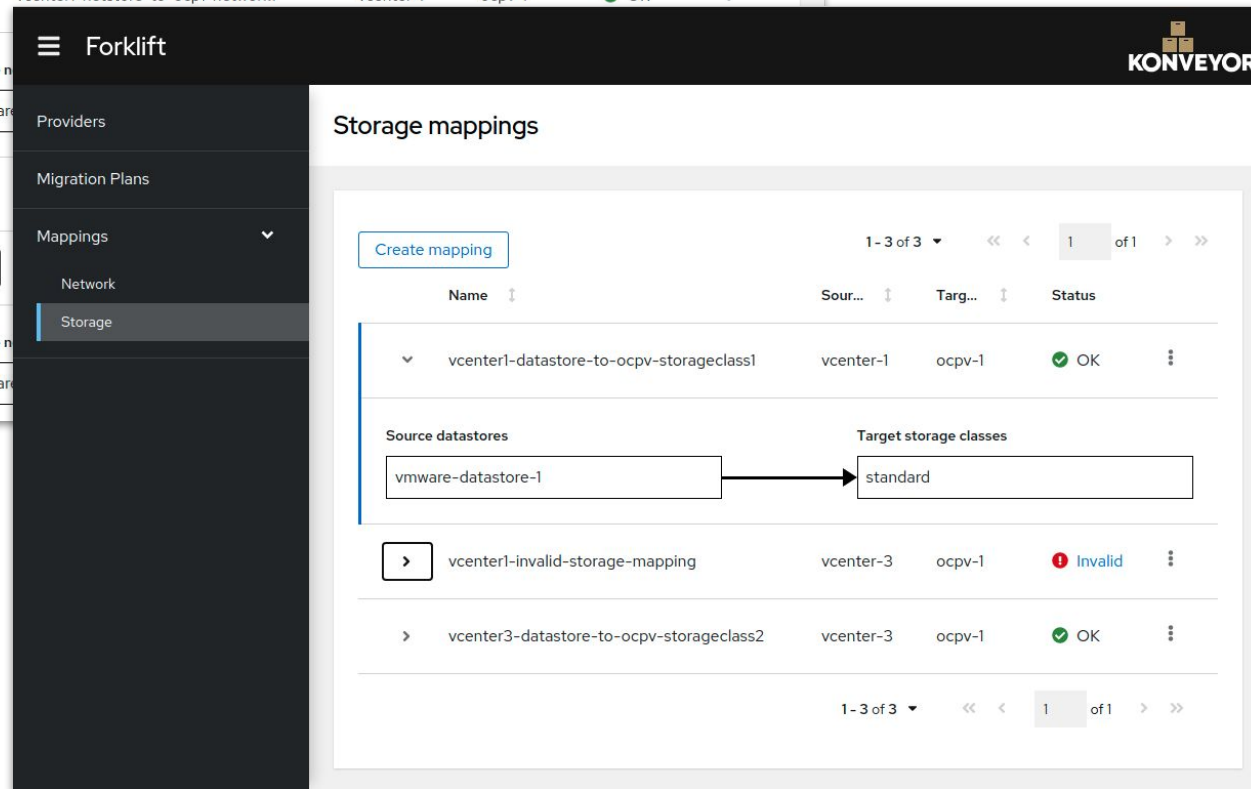 OK
Forklift
KONVEYOR
Providers
Migration Plans
Mappings
Network
Storage
Storage mappings
Create mapping
1 - 3 of 3
1 of 1
Name Sour... Targ... Status
vcenter1-datastore-to-ocpv-storageclass1 vcenter-1 ocpv-1 OK
Source datastores Target storage classes
vmware-datastore-1 standard
vcenter1-invalid-storage-mapping vcenter-3 ocpv-1 Invalid
vcenter3-datastore-to-ocpv-storageclass2 vcenter-3 ocpv-1 OK
1 - 3 of 3 1 of 1